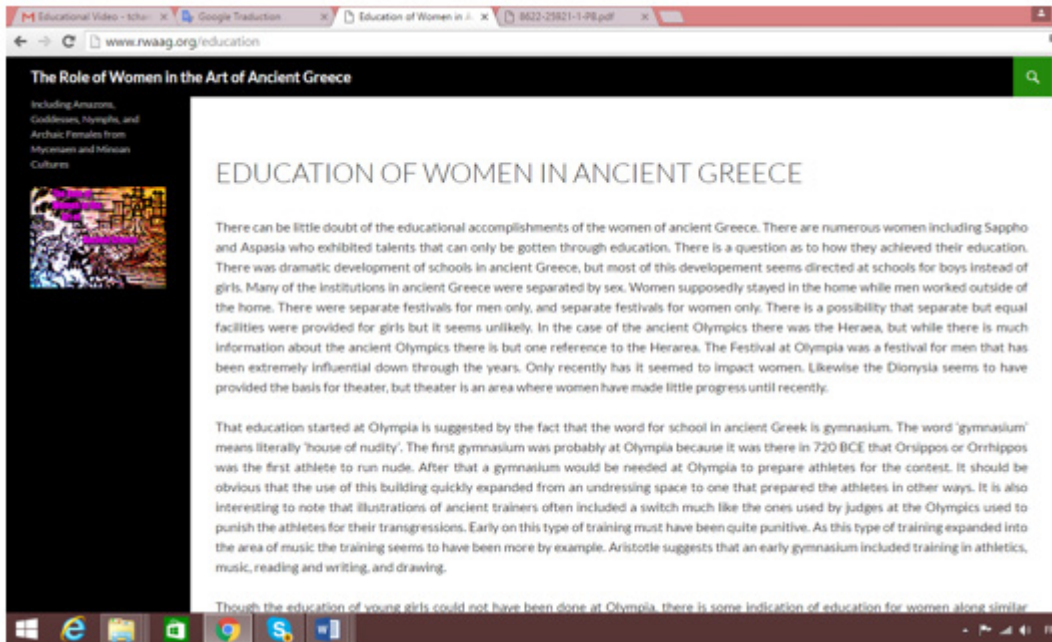 Educational Video - tcha
Google Traduction
Education of Women in A
8622-25921-1-PB.pdf
www.rwaag.org/education
The Role of Women in the Art of Ancient Greece
Including Amazons,
Goddesses, Nymphs, and
Archaic Females from
Mycenaen and Minoan
Cultures
EDUCATION OF WOMEN IN ANCIENT GREECE
There can be little doubt of the educational accomplishments of the women of ancient Greece. There are numerous women including Sappho
and Aspasia who exhibited talents that can only be gotten through education. There is a question as to how they achieved their education.
There was dramatic development of schools in ancient Greece, but most of this developement seems directed at schools for boys instead of
girls. Many of the institutions in ancient Greece were separated by sex. Women supposedly stayed in the home while men worked outside of
the home. There were separate festivals for men only, and separate festivals for women only. There is a possibility that separate but equal
facilities were provided for girls but it seems unlikely. In the case of the ancient Olympics there was the Heraea, but while there is much
information about the ancient Olympics there is but one reference to the Herarea. The Festival at Olympia was a festival for men that has
been extremely influential down through the years. Only recently has it seemed to impact women. Likewise the Dionysia seems to have
provided the basis for theater, but theater is an area where women have made little progress until recently.
That education started at Olympia is suggested by the fact that the word for school in ancient Greek is gymnasium. The word 'gymnasium'
means literally 'house of nudity'. The first gymnasium was probably at Olympia because it was there in 720 BCE that Orsippos or Orrhippos
was the first athlete to run nude. After that a gymnasium would be needed at Olympia to prepare athletes for the contest. It should be
obvious that the use of this building quickly expanded from an undressing space to one that prepared the athletes in other ways. It is also
interesting to note that illustrations of ancient trainers often included a switch much like the ones used by judges at the Olympics used to
punish the athletes for their transgressions. Early on this type of training must have been quite punitive. As this type of training expanded into
the area of music the training seems to have been more by example. Aristotle suggests that an early gymnasium included training in athletics,
music, reading and writing, and drawing.
Though the education of young girls could not have been done at Olympia, there is some indication of education for women along similar